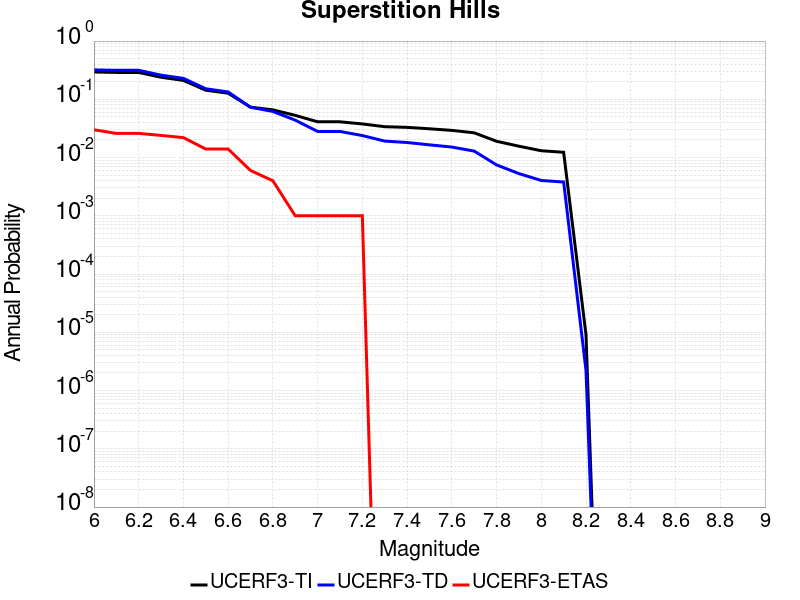 Superstition Hills
10^0
10^-1
10^-2
10^-3
10^-4
10^-5
10^-6
10^-7
10^-8
Annual Probability
6 6.2 6.4 6.6 6.8 7 7.2 7.4 7.6 7.8 8 8.2 8.4 8.6 8.8 9
Magnitude
UCERF3-TI UCERF3-TD UCERF3-ETAS